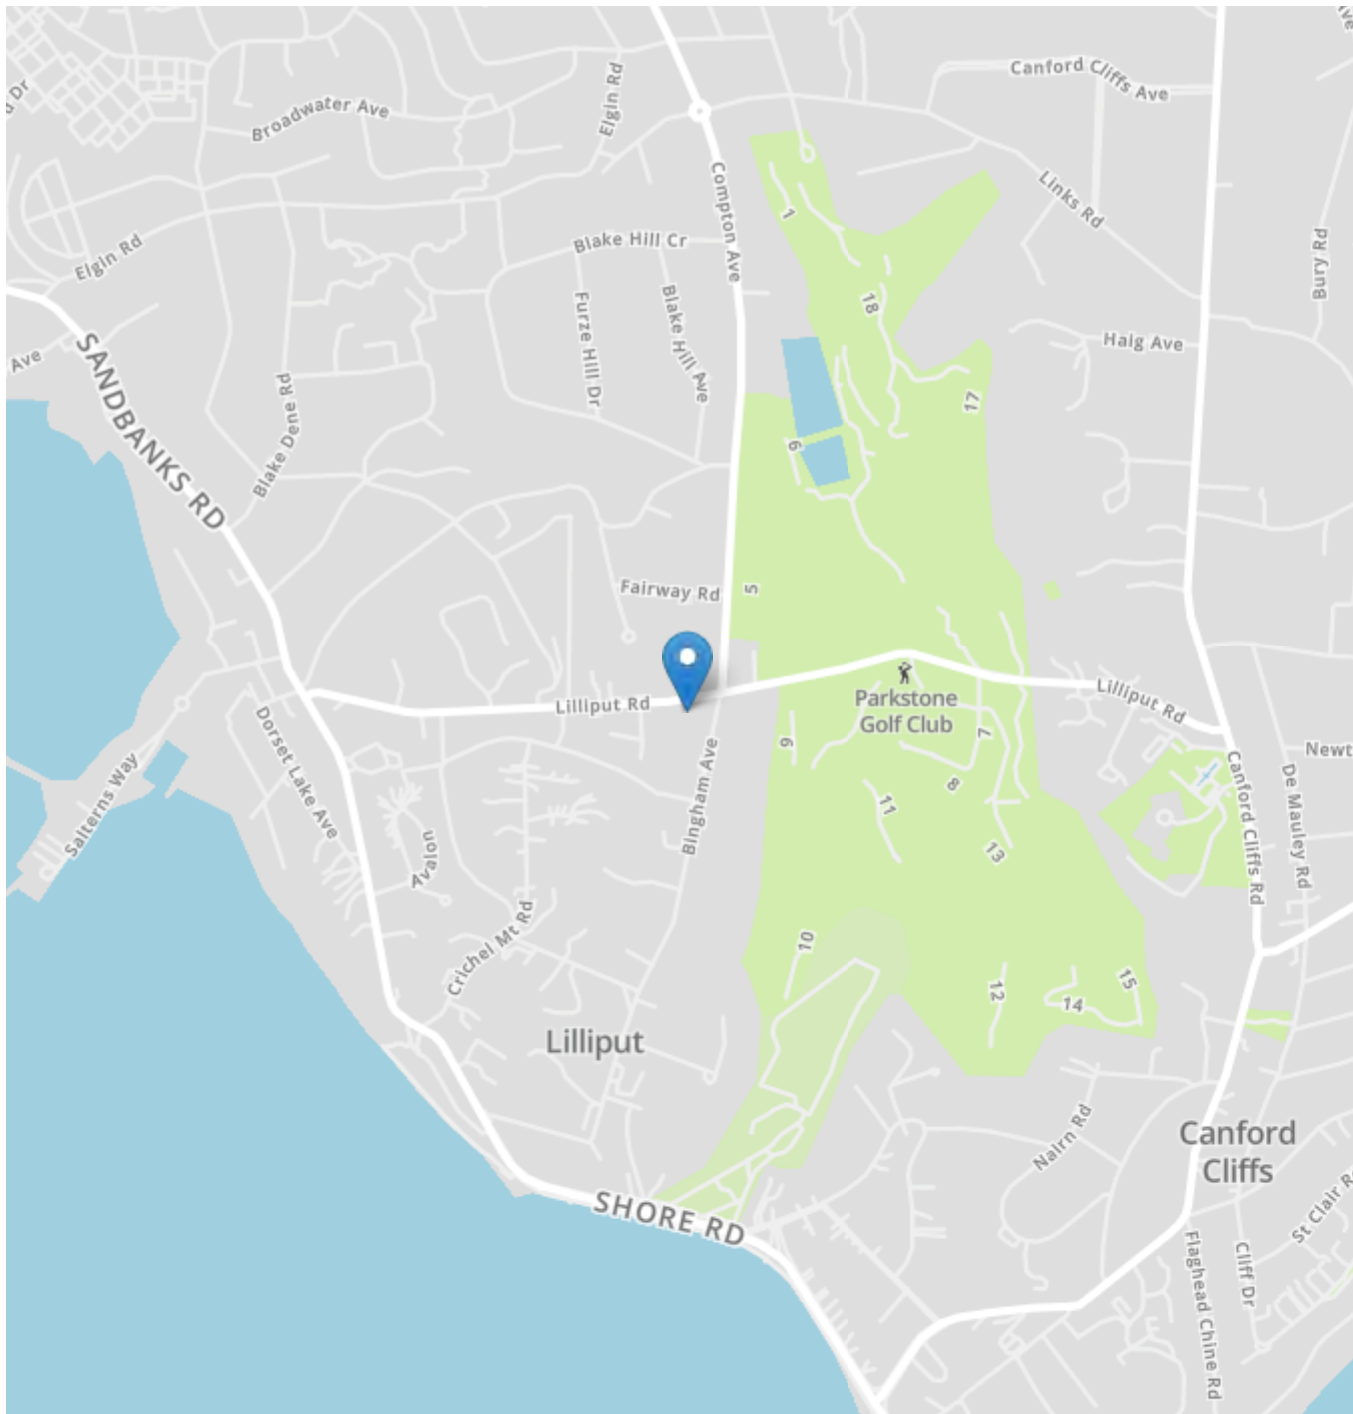 Canford Cliffs Ave
Elgin Rd
Broadwater Ave
d Dr
Compton Ave
1
Links Rd
Blake Hill Cr
Elgin Rd
Bury Rd
18
Furze Hill Dr
Blake Hill Ave
Haig Ave
Ave
SANDBANKS RD
Blake Dene Rd
17
6
Fairway Rd
5
Lilliput Rd
Parkstone
Golf Club
Lilliput Rd
Dorset Lake Ave
9
7
Newt
Salterns Way
Bingham Ave
8
11
Canford Cliffs Rd
De Mauley Rd
Avalon
13
Crichel Mt Rd
10
12
14
15
Lilliput
Nairn Rd
Canford
Cliffs
SHORE RD
St Clair R
Flaghead Chine Rd
Cliff Dr